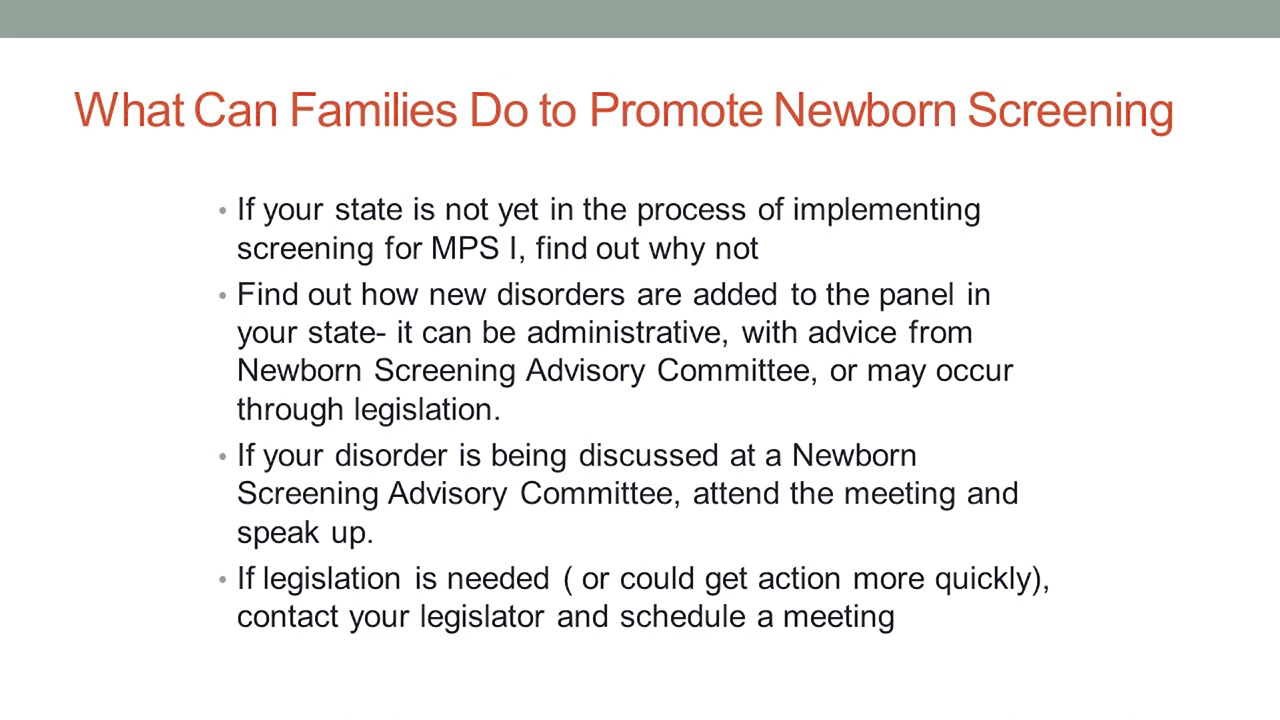 What Can Families Do to Promote Newborn Screening
• If your state is not yet in the process of implementing
screening for MPS I, find out why not
• Find out how new disorders are added to the panel in
your state- it can be administrative, with advice from
Newborn Screening Advisory Committee, or may occur
through legislation.
• If your disorder is being discussed at a Newborn
Screening Advisory Committee, attend the meeting and
speak up.
• If legislation is needed ( or could get action more quickly),
contact your legislator and schedule a meeting